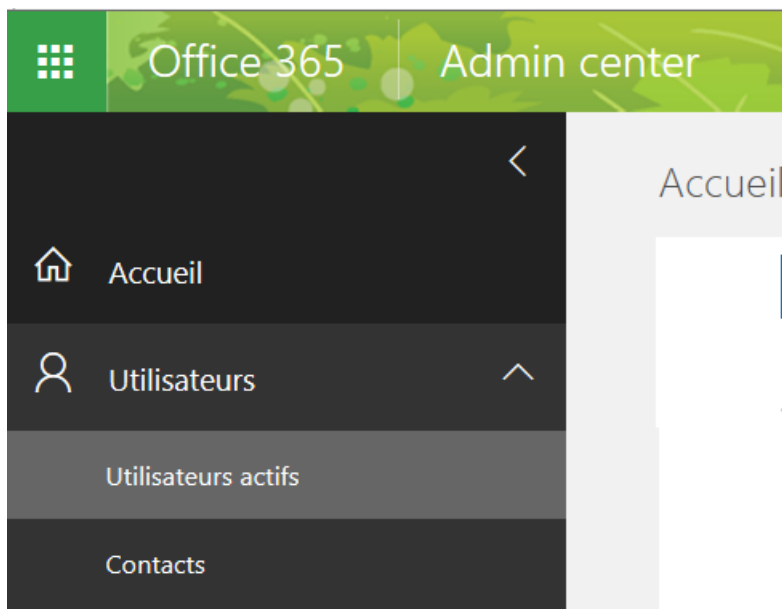 Office 365 Admin center
Accueil
Accueil
Utilisateurs
Utilisateurs actifs
Contacts